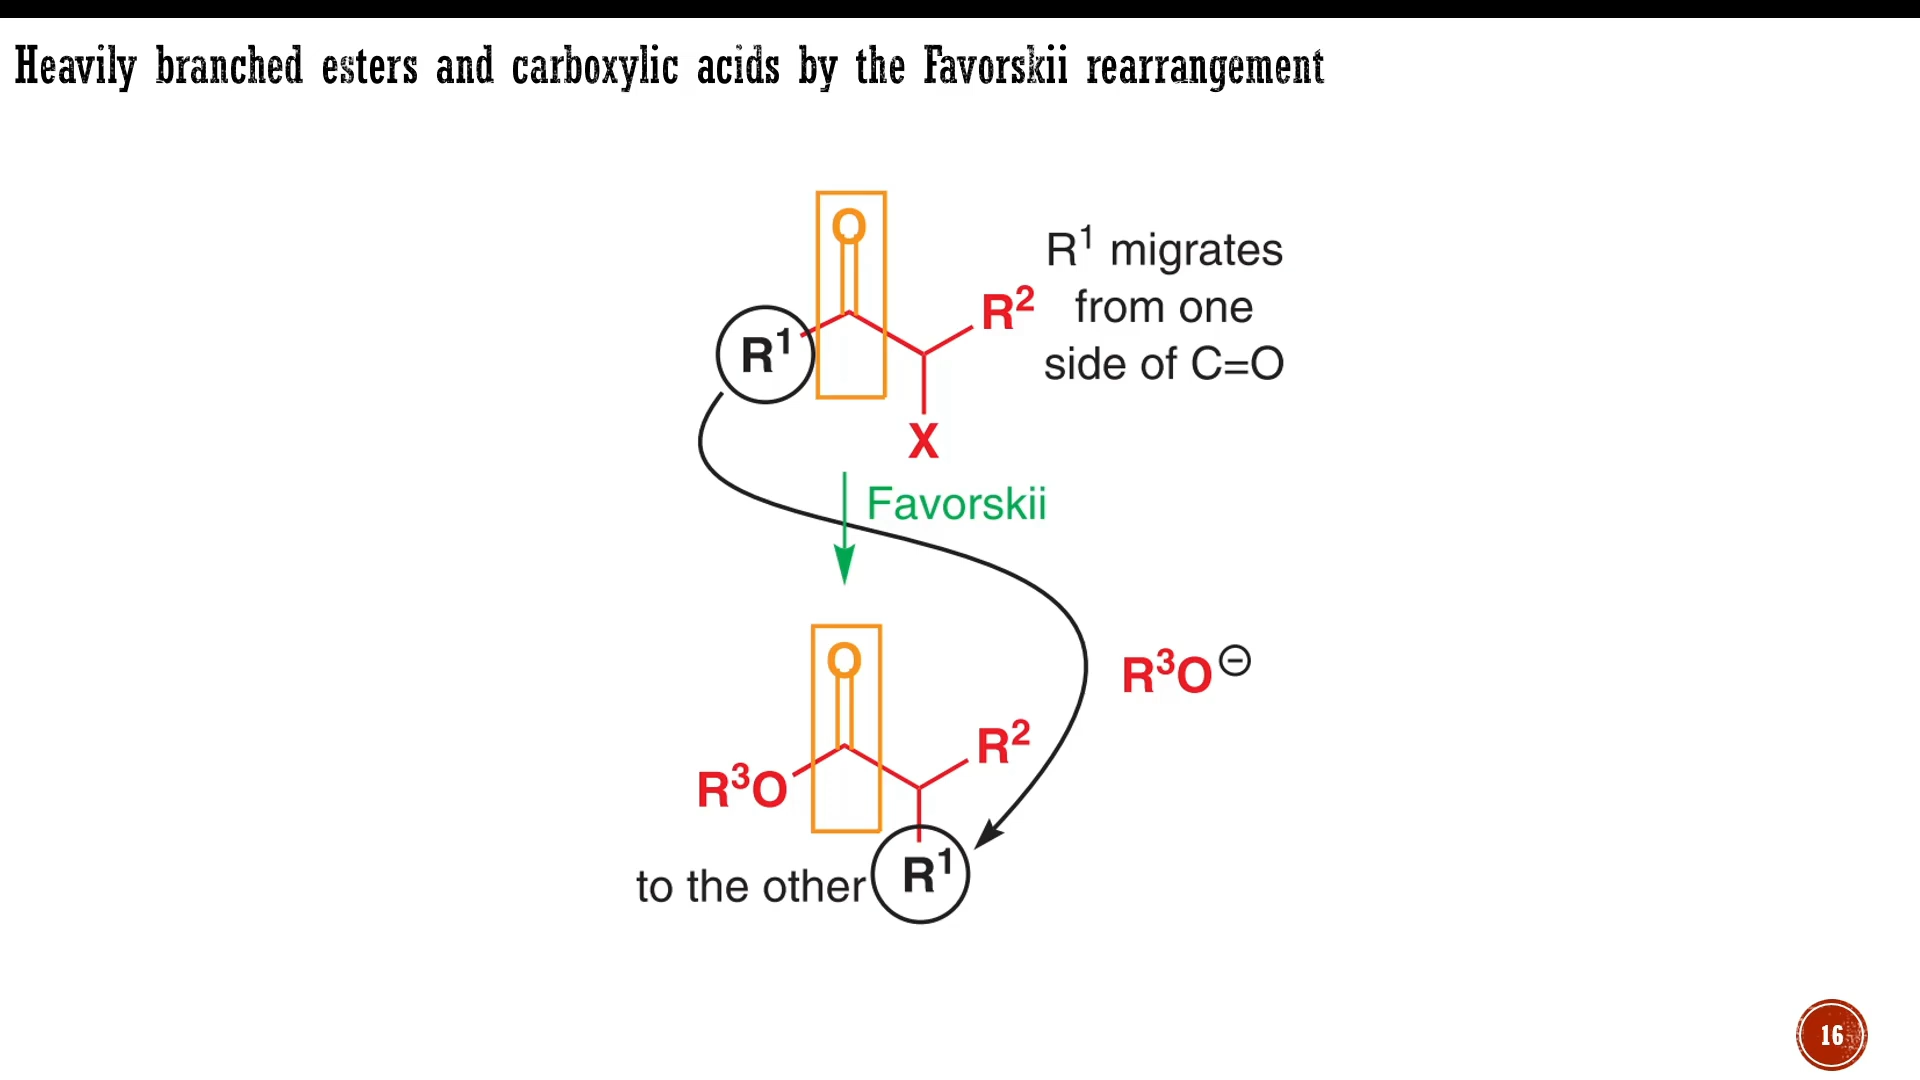 Heavily branched esters and carboxylic acids by the Favorskii rearrangement
O
R¹ migrates
from one
side of C=O
R²
R¹
X
Favorskii
O
R³O⊖
R²
R³O
to the other
R¹
16